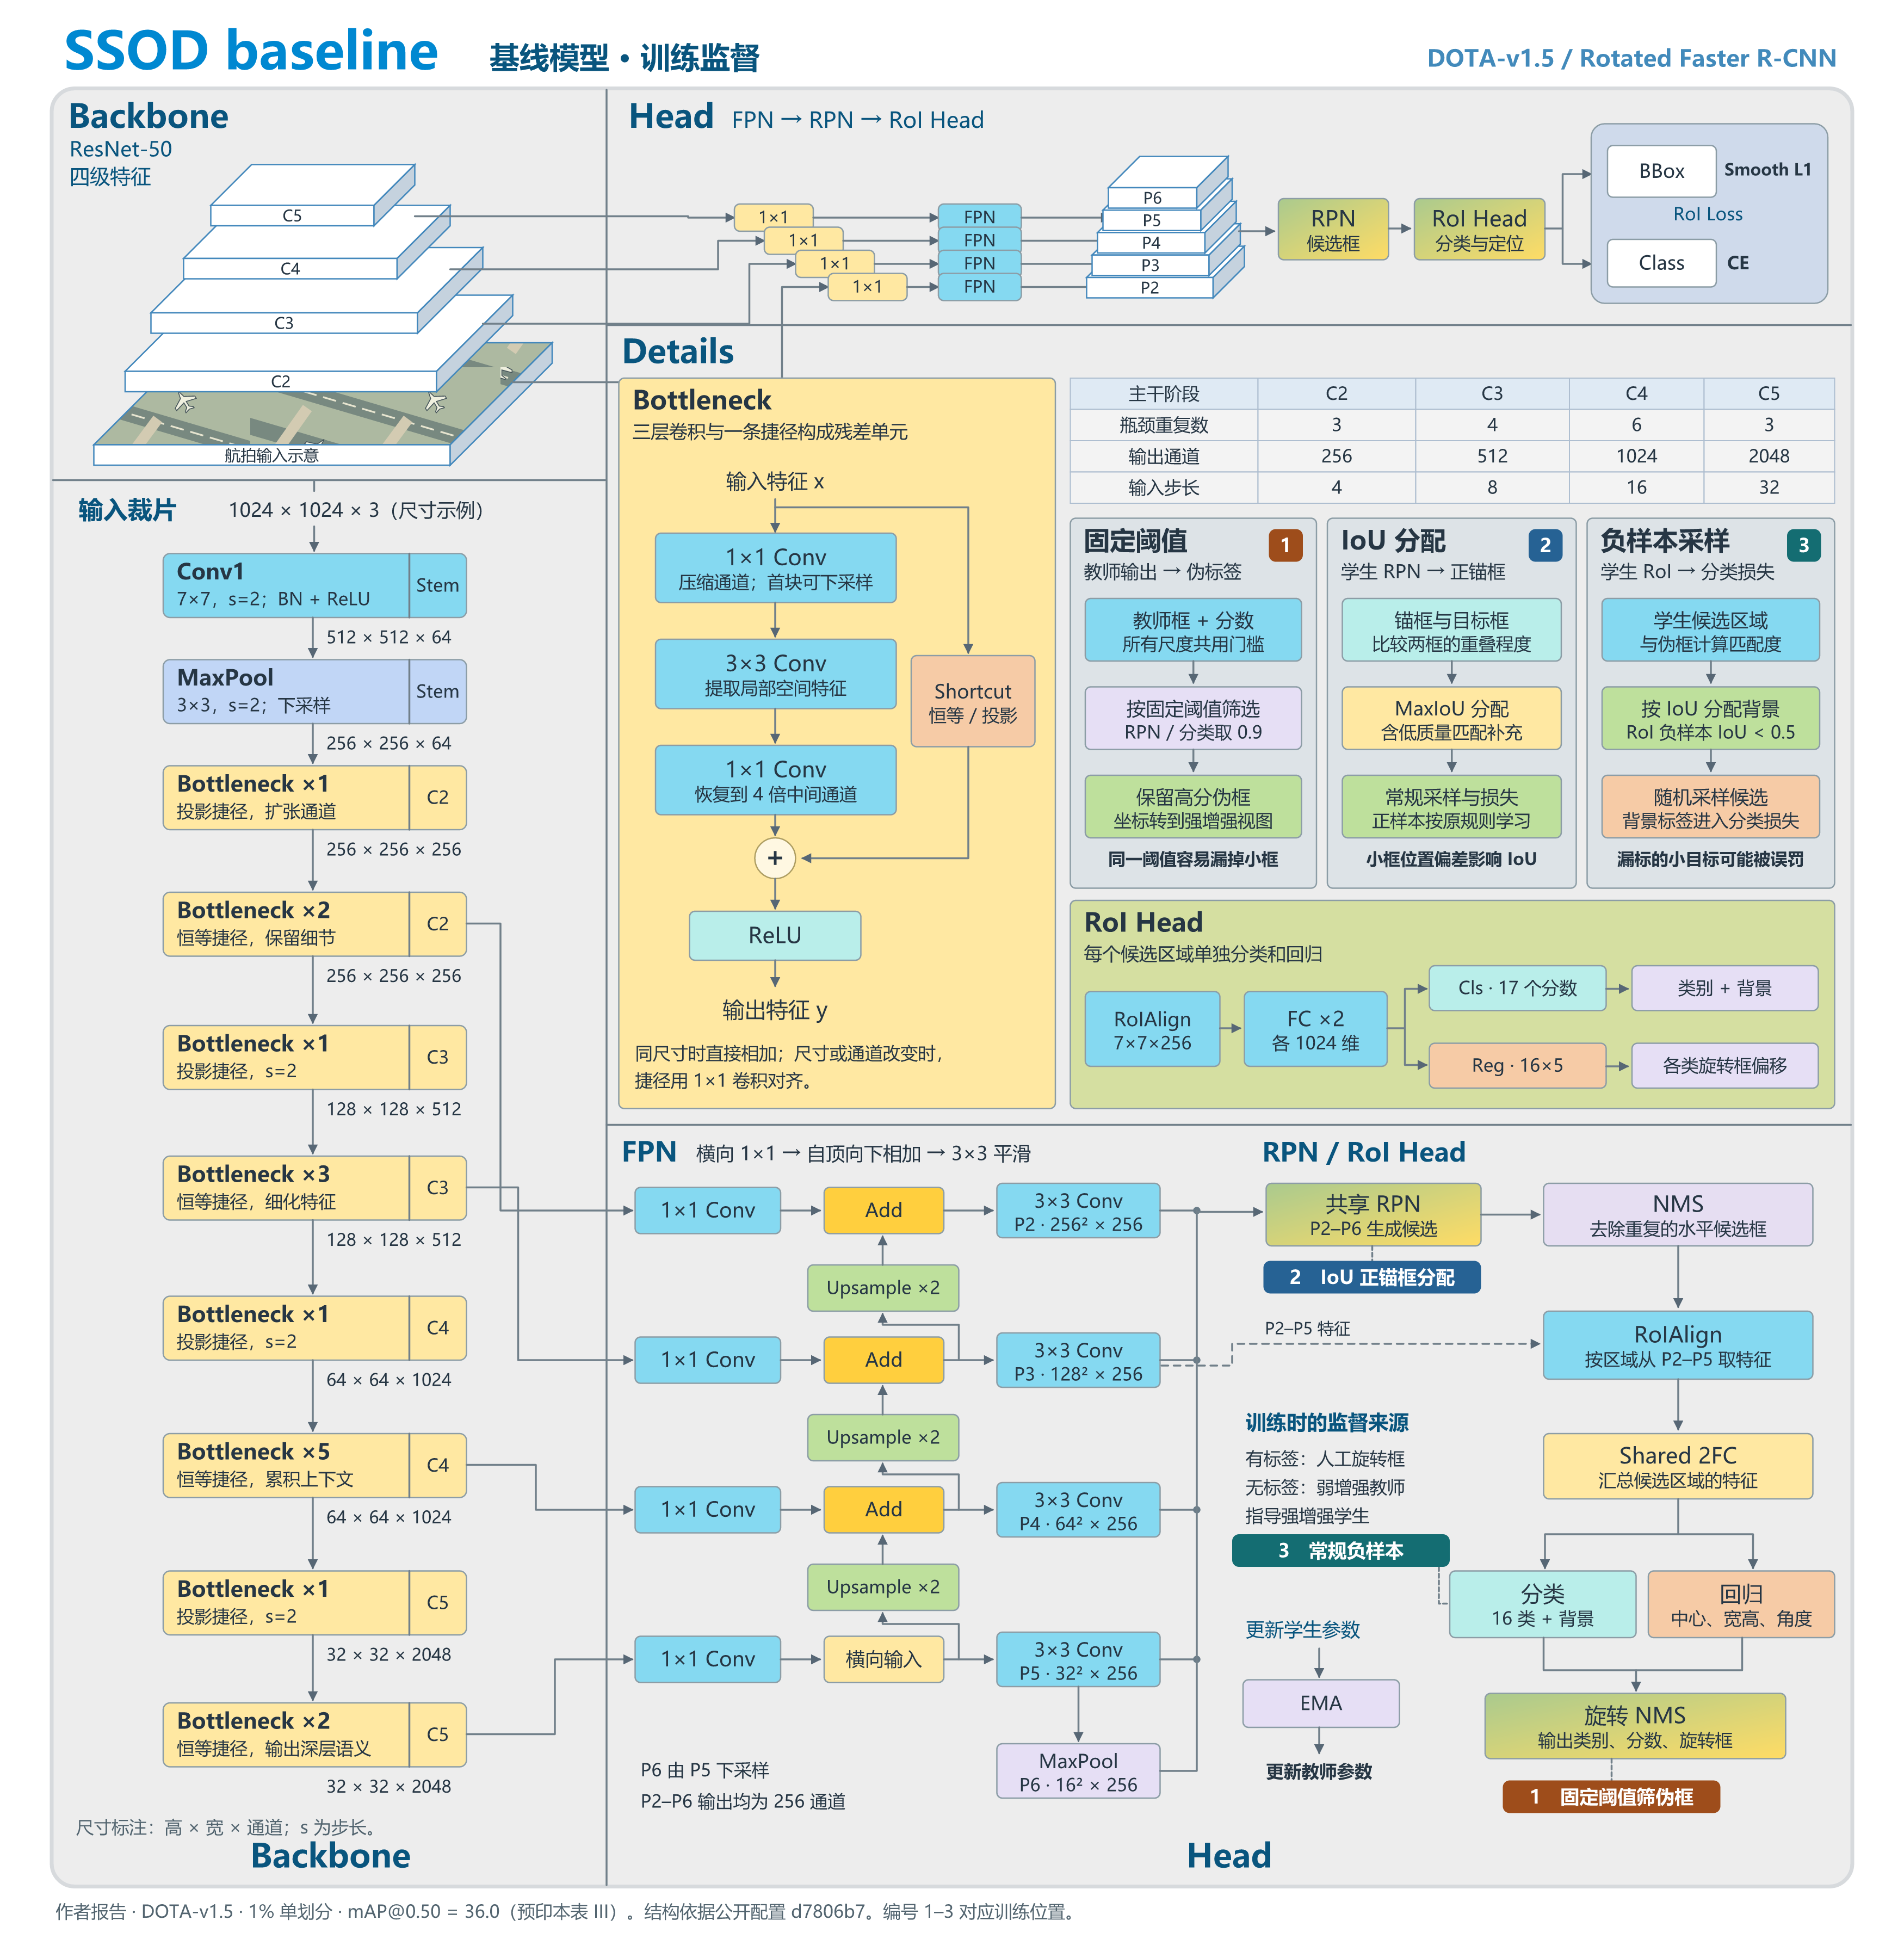 SSOD baseline 基线模型 · 训练监督
DOTA-v1.5 / Rotated Faster R-CNN
Backbone
ResNet-50
四级特征
C5
C4
C3
C2
航拍输入示意
Head FPN → RPN → RoI Head
1×1
1×1
1×1
1×1
FPN
FPN
FPN
FPN
P6
P5
P4
P3
P2
RPN
候选框
RoI Head
分类与定位
BBox Smooth L1
RoI Loss
Class CE
输入裁片 1024 × 1024 × 3（尺寸示例）
Conv1
7×7，s=2；BN + ReLU
Stem
512 × 512 × 64
MaxPool
3×3，s=2；下采样
Stem
256 × 256 × 64
Bottleneck ×1
投影捷径，扩张通道
C2
256 × 256 × 256
Bottleneck ×2
恒等捷径，保留细节
C2
256 × 256 × 256
Bottleneck ×1
投影捷径，s=2
C3
128 × 128 × 512
Bottleneck ×3
恒等捷径，细化特征
C3
128 × 128 × 512
Bottleneck ×1
投影捷径，s=2
C4
64 × 64 × 1024
Bottleneck ×5
恒等捷径，累积上下文
C4
64 × 64 × 1024
Bottleneck ×1
投影捷径，s=2
C5
32 × 32 × 2048
Bottleneck ×2
恒等捷径，输出深层语义
C5
32 × 32 × 2048
尺寸标注：高 × 宽 × 通道；s 为步长。
Backbone
Details
Bottleneck
三层卷积与一条捷径构成残差单元
输入特征 x
1×1 Conv
压缩通道；首块可下采样
3×3 Conv
提取局部空间特征
Shortcut
恒等 / 投影
1×1 Conv
恢复到 4 倍中间通道
+
ReLU
输出特征 y
同尺寸时直接相加；尺寸或通道改变时，
捷径用 1×1 卷积对齐。
主干阶段 C2 C3 C4 C5
瓶颈重复数 3 4 6 3
输出通道 256 512 1024 2048
输入步长 4 8 16 32
固定阈值 1
教师输出 → 伪标签
教师框 + 分数
所有尺度共用门槛
按固定阈值筛选
RPN / 分类取 0.9
保留高分伪框
坐标转到强增强视图
同一阈值容易漏掉小框
IoU 分配 2
学生 RPN → 正锚框
锚框与目标框
比较两框的重叠程度
MaxIoU 分配
含低质量匹配补充
常规采样与损失
正样本按原规则学习
小框位置偏差影响 IoU
负样本采样 3
学生 RoI → 分类损失
学生候选区域
与伪框计算匹配度
按 IoU 分配背景
RoI 负样本 IoU < 0.5
随机采样候选
背景标签进入分类损失
漏标的小目标可能被误罚
RoI Head
每个候选区域单独分类和回归
RoIAlign
7×7×256
FC ×2
各 1024 维
Cls · 17 个分数
类别 + 背景
Reg · 16×5
各类旋转框偏移
FPN 横向 1×1 → 自顶向下相加 → 3×3 平滑
1×1 Conv
Add
3×3 Conv
P2 · 256² × 256
Upsample ×2
1×1 Conv
Add
3×3 Conv
P3 · 128² × 256
Upsample ×2
1×1 Conv
Add
3×3 Conv
P4 · 64² × 256
Upsample ×2
1×1 Conv
横向输入
3×3 Conv
P5 · 32² × 256
MaxPool
P6 · 16² × 256
P6 由 P5 下采样
P2–P6 输出均为 256 通道
RPN / RoI Head
共享 RPN
P2–P6 生成候选
2 IoU 正锚框分配
NMS
去除重复的水平候选框
P2–P5 特征
RoIAlign
按区域从 P2–P5 取特征
训练时的监督来源
有标签：人工旋转框
无标签：弱增强教师
指导强增强学生
3 常规负样本
Shared 2FC
汇总候选区域的特征
分类
16 类 + 背景
回归
中心、宽高、角度
更新学生参数
EMA
更新教师参数
旋转 NMS
输出类别、分数、旋转框
1 固定阈值筛伪框
Head
作者报告 · DOTA-v1.5 · 1% 单划分 · mAP@0.50 = 36.0（预印本表 III）。结构依据公开配置 d7806b7。编号 1–3 对应训练位置。